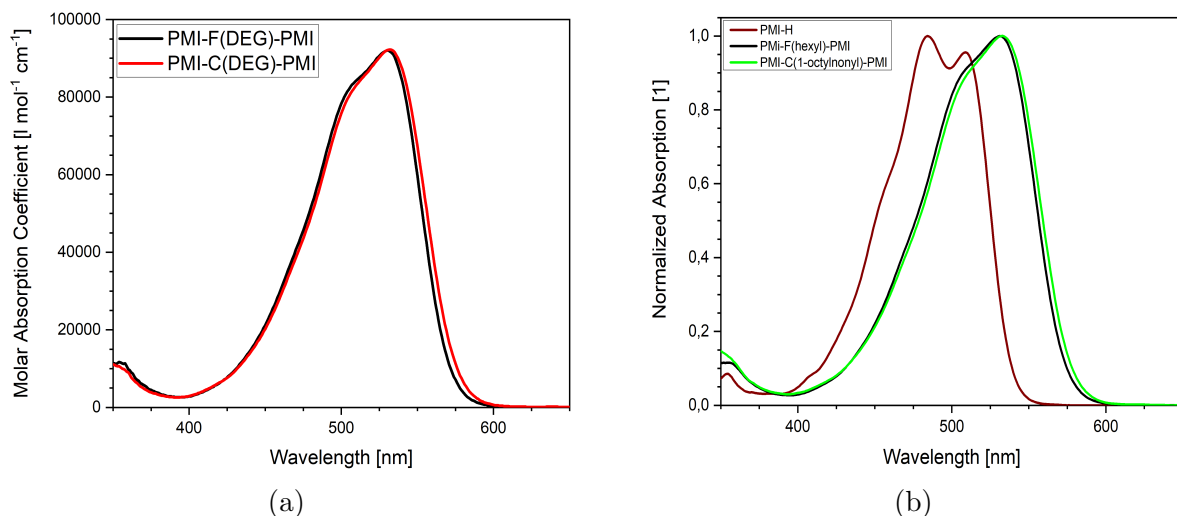 100000
80000
60000
40000
20000
0
Molar Absorption Coefficient [l mol⁻¹ cm⁻¹]
PMI-F(DEG)-PMI
PMI-C(DEG)-PMI
400
500
600
Wavelength [nm]
(a)
1,0
0,8
0,6
0,4
0,2
0,0
Normalized Absorption [1]
PMI-H
PMI-F(hexyl)-PMI
PMI-C(1-octylnonyl)-PMI
400
500
600
Wavelength [nm]
(b)